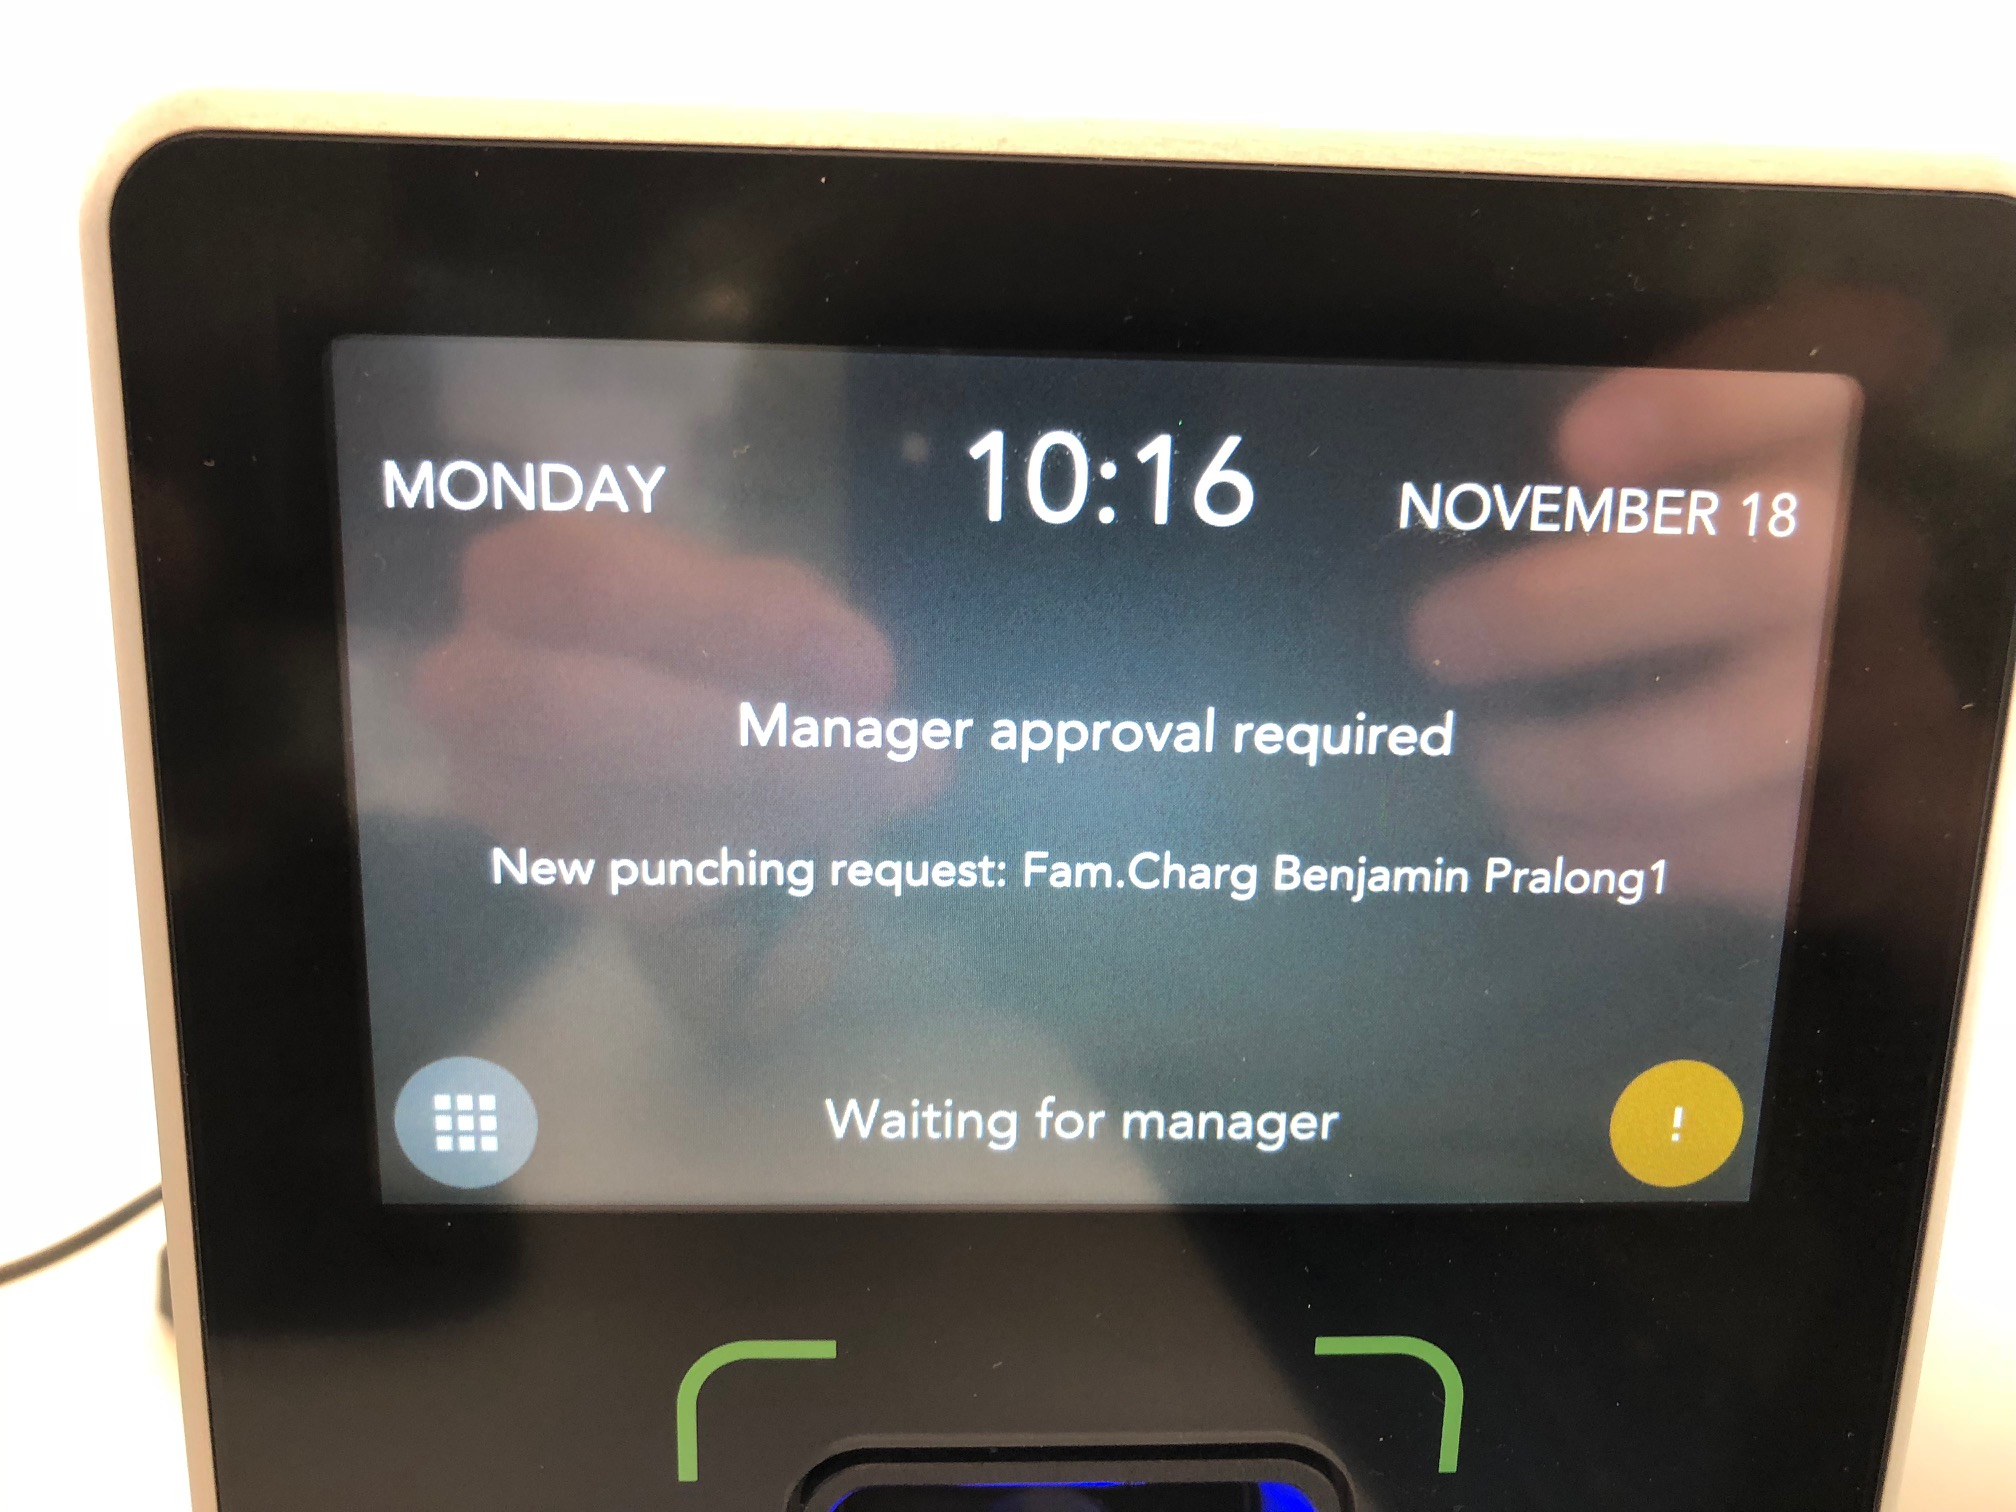 MONDAY 10:16 NOVEMBER 18
Manager approval required
New punching request: Fam.Charg Benjamin Pralong1
Waiting for manager
!